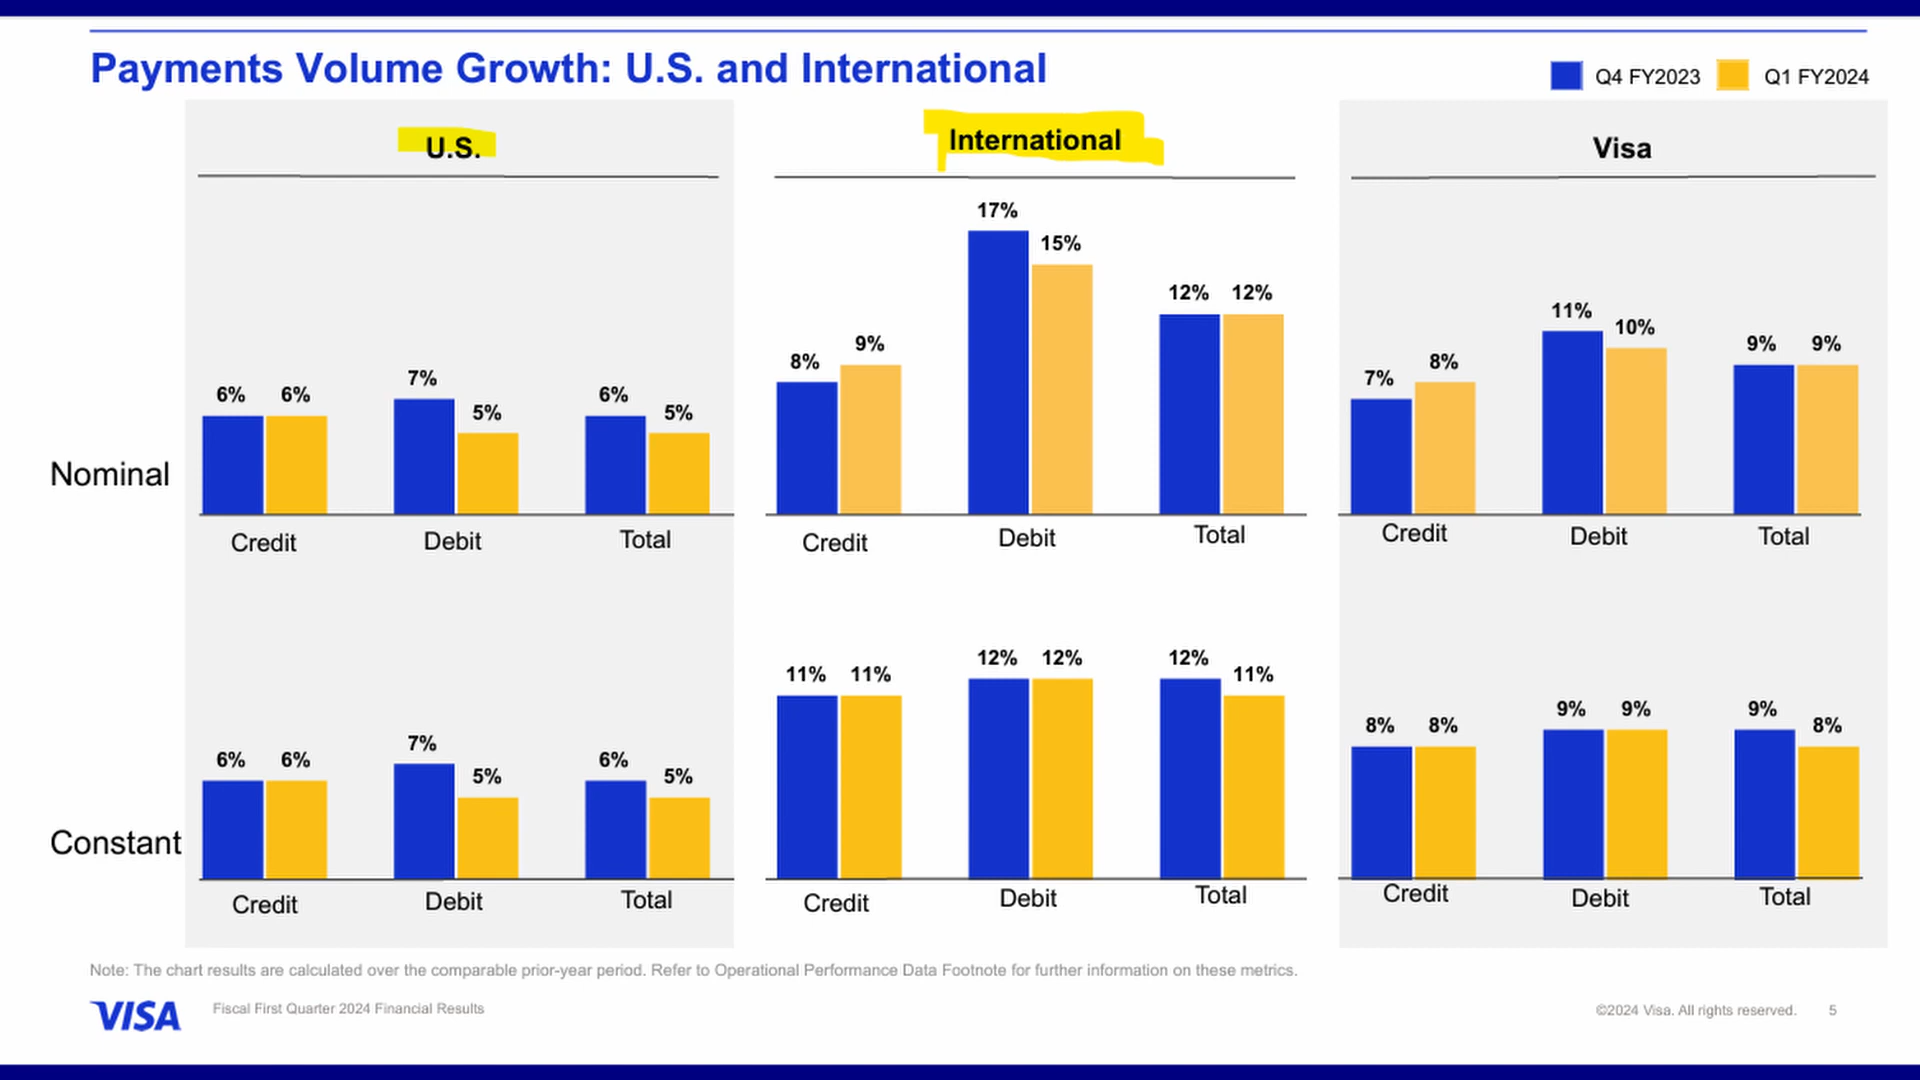 Payments Volume Growth: U.S. and International
Q4 FY2023 Q1 FY2024
U.S.
International
Visa
Nominal
6% 6% 7% 5% 6% 5%
Credit Debit Total
8% 9% 17% 15% 12% 12%
Credit Debit Total
7% 8% 11% 10% 9% 9%
Credit Debit Total
Constant
6% 6% 7% 5% 6% 5%
Credit Debit Total
11% 11% 12% 12% 12% 11%
Credit Debit Total
8% 8% 9% 9% 9% 8%
Credit Debit Total
Note: The chart results are calculated over the comparable prior-year period. Refer to Operational Performance Data Footnote for further information on these metrics.
VISA Fiscal First Quarter 2024 Financial Results
©2024 Visa. All rights reserved. 5